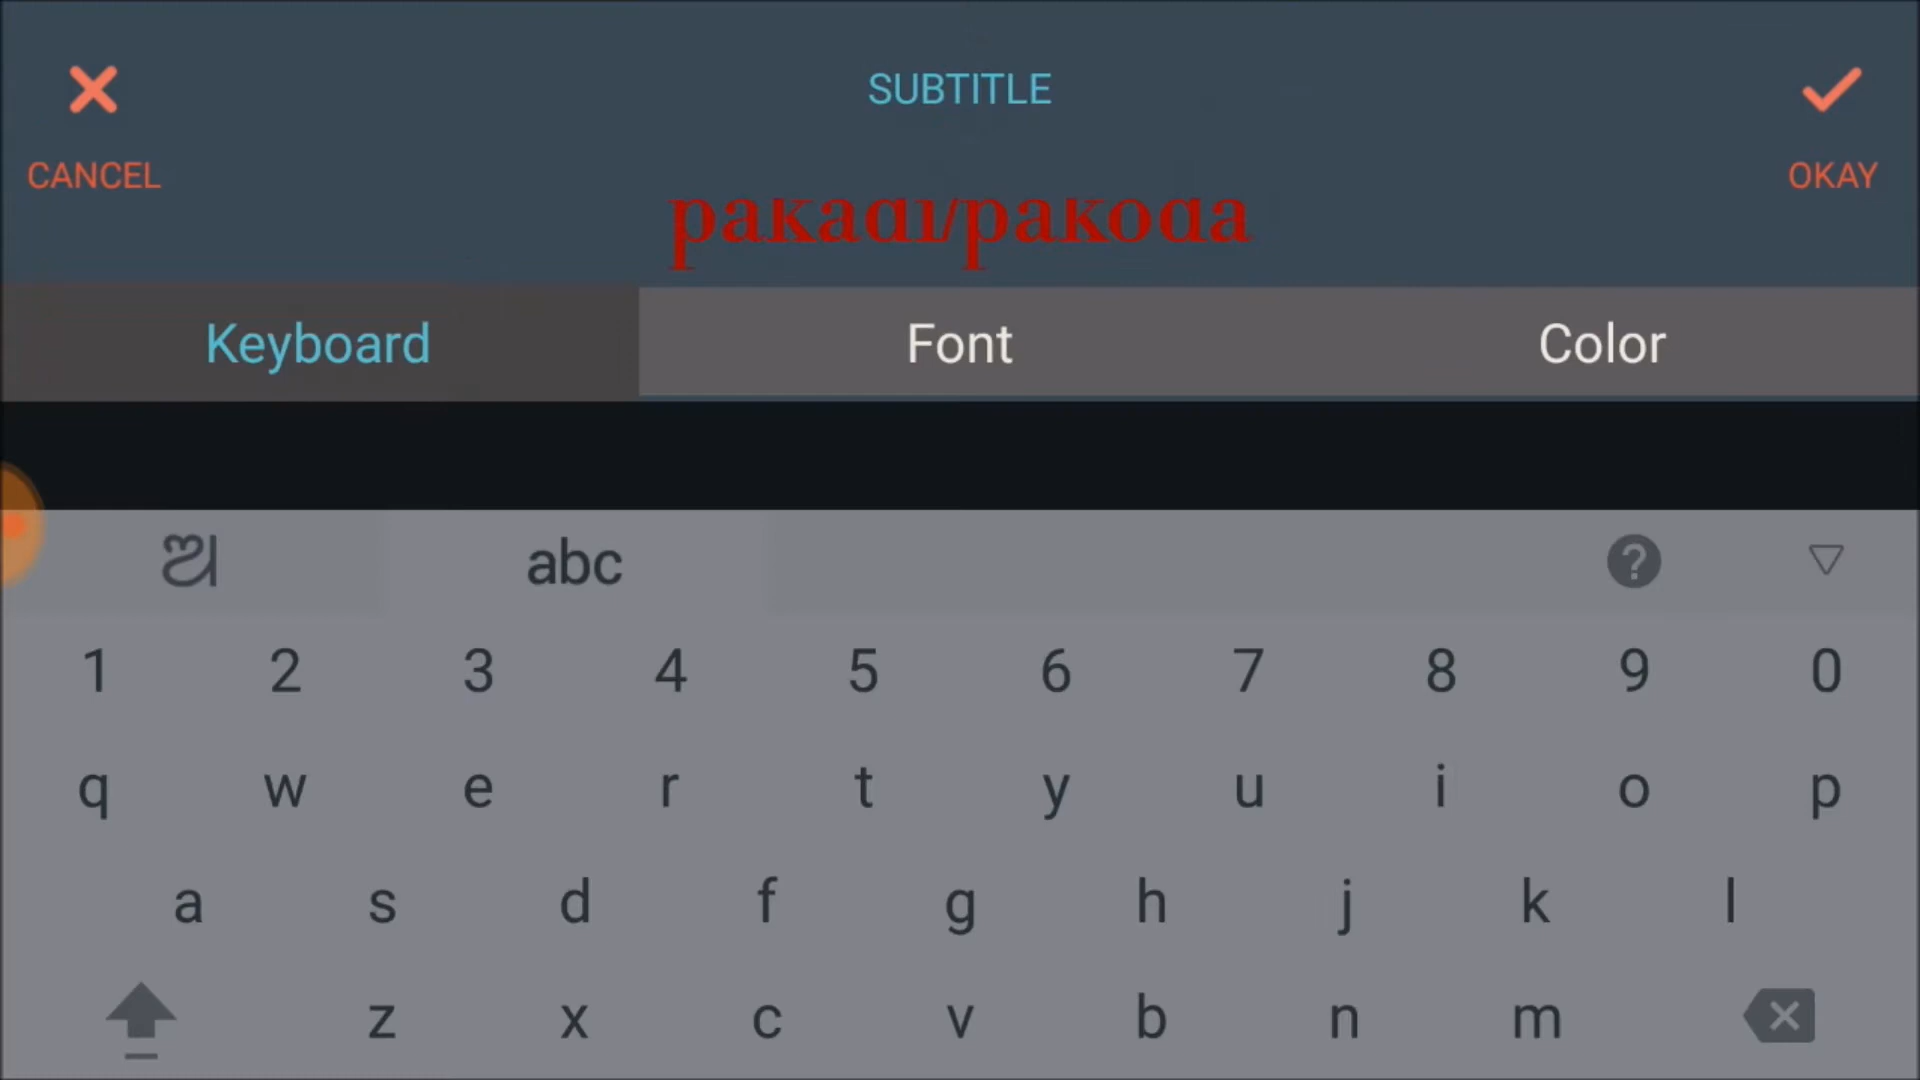 SUBTITLE
CANCEL
OKAY
pakadi/pakoda
Keyboard Font Color
ଅ abc ?
1 2 3 4 5 6 7 8 9 0
q w e r t y u i o p
a s d f g h j k l
z x c v b n m